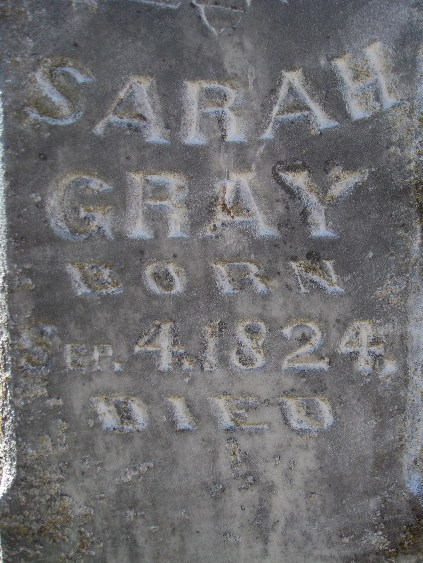 SARAH
GRAY
BORN
SEP. 4. 1824.
DIED